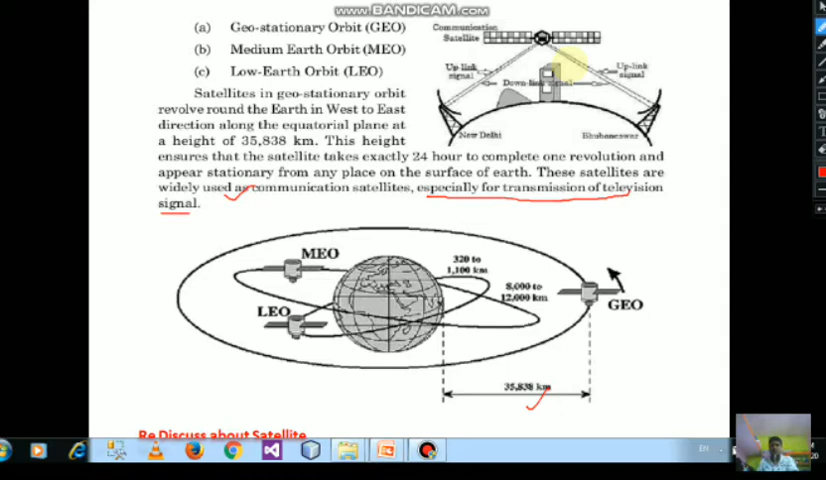 WWW.BANDICAM.COM
(a) Geo-stationary Orbit (GEO)
(b) Medium Earth Orbit (MEO)
(c) Low-Earth Orbit (LEO)
Communication
Satellite
Up-link
signal
Down-link signal
Up-link
signal
New Delhi
Bhubaneswar
Satellites in geo-stationary orbit
revolve round the Earth in West to East
direction along the equatorial plane at
a height of 35,838 km. This height
ensures that the satellite takes exactly 24 hour to complete one revolution and
appear stationary from any place on the surface of earth. These satellites are
widely used as communication satellites, especially for transmission of television
signal.
MEO
320 to
1,100 km
8,000 to
12,000 km
GEO
LEO
35,838 km
Re Discuss about Satellite
EN